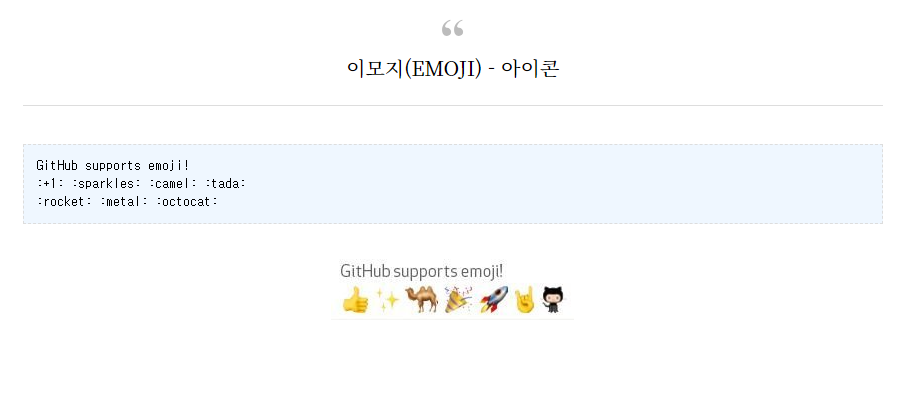 “
이모지(EMOJI) - 아이콘
GitHub supports emoji!
:+1: :sparkles: :camel: :tada:
:rocket: :metal: :octocat:
GitHub supports emoji!
👍 ✨ 🐫 🎉 🚀 🤘